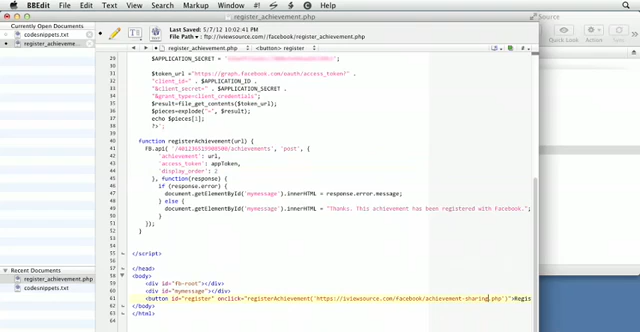 BBEdit File Edit Text View Search Go Markup Window #! Help
register_achievement.php
Source
Currently Open Documents
codesnippets.txt
register_achieveme...
Last Saved: 5/7/12 10:02:41 PM
File Path ▾: ftp://iviewsource.com//facebook/register_achievement.php
Quick Look
Action
register_achievement.php
<button> register
29 $APPLICATION_SECRET = "
30
31 $token_url ="https://graph.facebook.com/oauth/access_token?" .
32 "client_id=" . $APPLICATION_ID .
33 "&client_secret=" . $APPLICATION_SECRET .
34 "&grant_type=client_credentials";
35 $result=file_get_contents($token_url);
36 $pieces=explode("=", $result);
37 echo $pieces[1];
38 ?>';
39
40 function registerAchievement(url) {
41 FB.api( '/401236519900500/achievements', 'post', {
42 'achievement': url,
43 'access_token': appToken,
44 'display_order': 2
45 }, function(response) {
46 if (response.error) {
47 document.getElementById('mymessage').innerHTML = response.error.message;
48 } else {
49 document.getElementById('mymessage').innerHTML = "Thanks. This achievement has been registered with Facebook.";
50 }
51 });
52 }
53
54
55 </script>
56
57 </head>
58 <body>
59 <div id="fb-root"></div>
60 <div id="mymessage"></div>
61 <button id="register" onclick="registerAchievement('https://iviewsource.com/facebook/achievement-sharing.php')">Regis
62 </body>
63 </html>
Recent Documents
register_achievement.php
codesnippets.txt